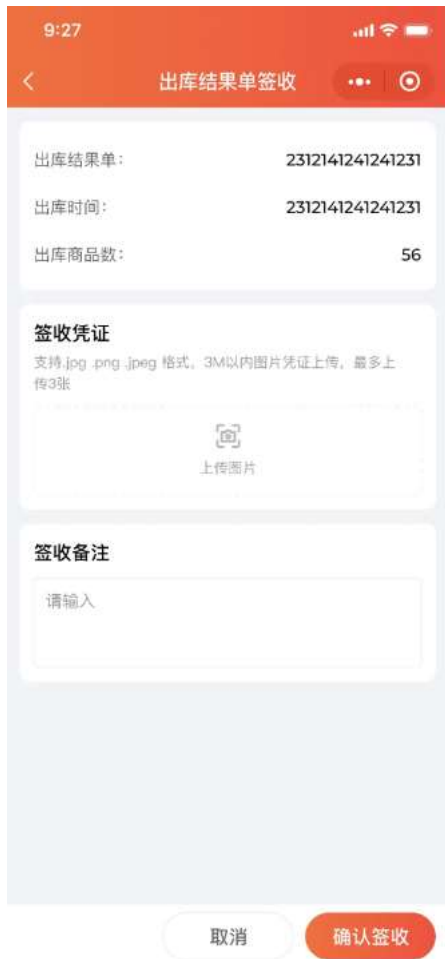 9:27
出库结果单签收
出库结果单：
2312141241241231
出库时间：
2312141241241231
出库商品数：
56
签收凭证
支持.jpg .png .jpeg 格式，3M以内图片凭证上传，最多上
传3张
上传图片
签收备注
请输入
取消
确认签收